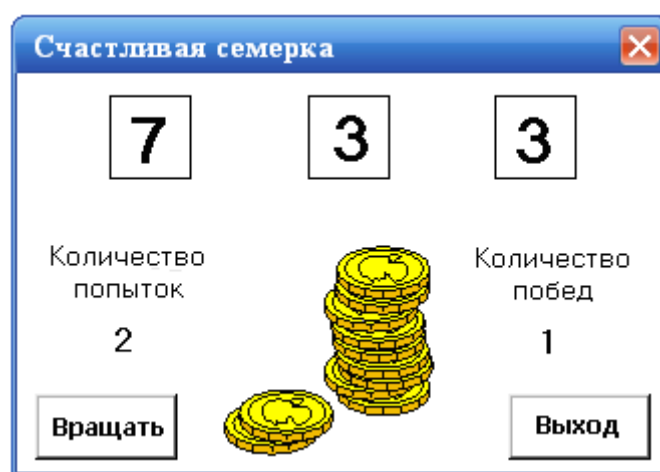 Счастливая семерка
7 3 3
Количество
попыток
2
Количество
побед
1
Вращать
Выход